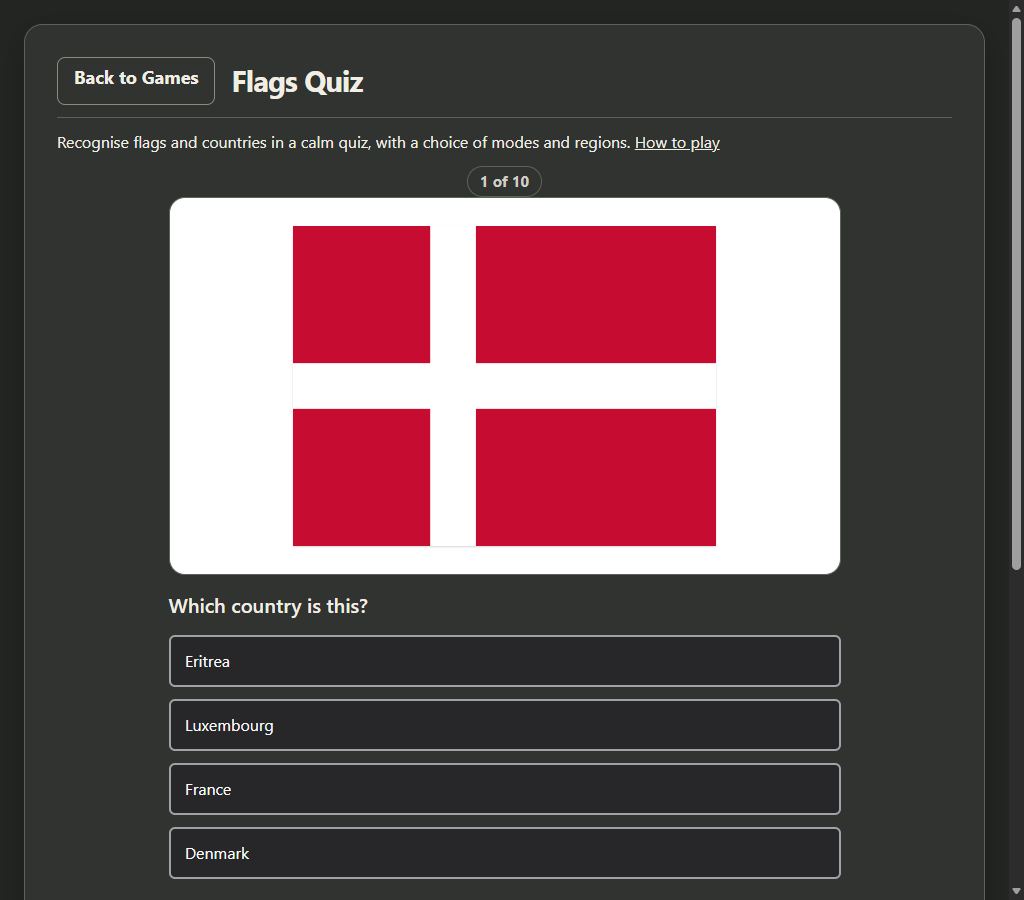 Back to Games
Flags Quiz
Recognise flags and countries in a calm quiz, with a choice of modes and regions. How to play
1 of 10
Which country is this?
Eritrea
Luxembourg
France
Denmark